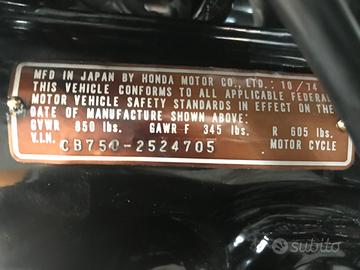 MFD IN JAPAN BY HONDA MOTOR CO., LTD.: 10/74
THIS VEHICLE CONFORMS TO ALL APPLICABLE FEDERAL
MOTOR VEHICLE SAFETY STANDARDS IN EFFECT ON THE
DATE OF MANUFACTURE SHOWN ABOVE:
GVWR 850 lbs. GAWR F 345 lbs. R 605 lbs.
V.I.N. CB750-2524705 MOTOR CYCLE
subito